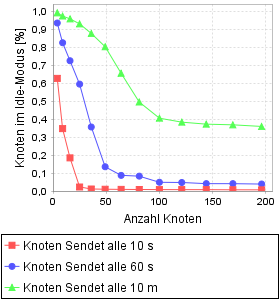 1,0
0,9
0,8
0,7
0,6
0,5
0,4
0,3
0,2
0,1
0,0
Knoten im Idle-Modus [%]
0 50 100 150 200
Anzahl Knoten
Knoten Sendet alle 10 s
Knoten Sendet alle 60 s
Knoten Sendet alle 10 m